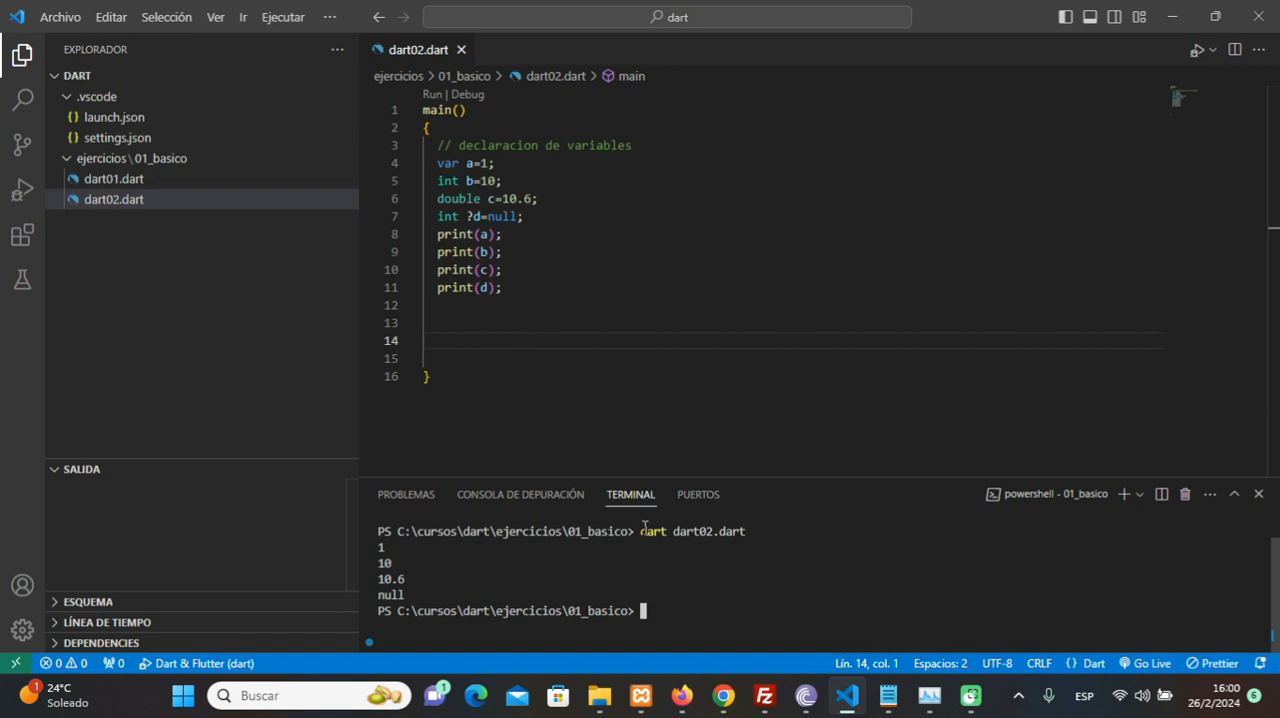 Archivo Editar Selección Ver Ir Ejecutar ··· dart
EXPLORADOR ···
DART
.vscode
{} launch.json
{} settings.json
ejercicios\01_basico
dart01.dart
dart02.dart
SALIDA
ESQUEMA
LÍNEA DE TIEMPO
DEPENDENCIES
dart02.dart
ejercicios > 01_basico > dart02.dart > main
Run | Debug
1 main()
2 {
3 // declaracion de variables
4 var a=1;
5 int b=10;
6 double c=10.6;
7 int ?d=null;
8 print(a);
9 print(b);
10 print(c);
11 print(d);
12
13
14
15
16 }
PROBLEMAS CONSOLA DE DEPURACIÓN TERMINAL PUERTOS powershell - 01_basico
PS C:\cursos\dart\ejercicios\01_basico> dart dart02.dart
1
10
10.6
null
PS C:\cursos\dart\ejercicios\01_basico>
0 0 0 Dart & Flutter (dart) Lín. 14, col. 1 Espacios: 2 UTF-8 CRLF {} Dart Go Live Prettier
1 24°C Soleado Buscar 1 ESP 16:00 26/2/2024 6